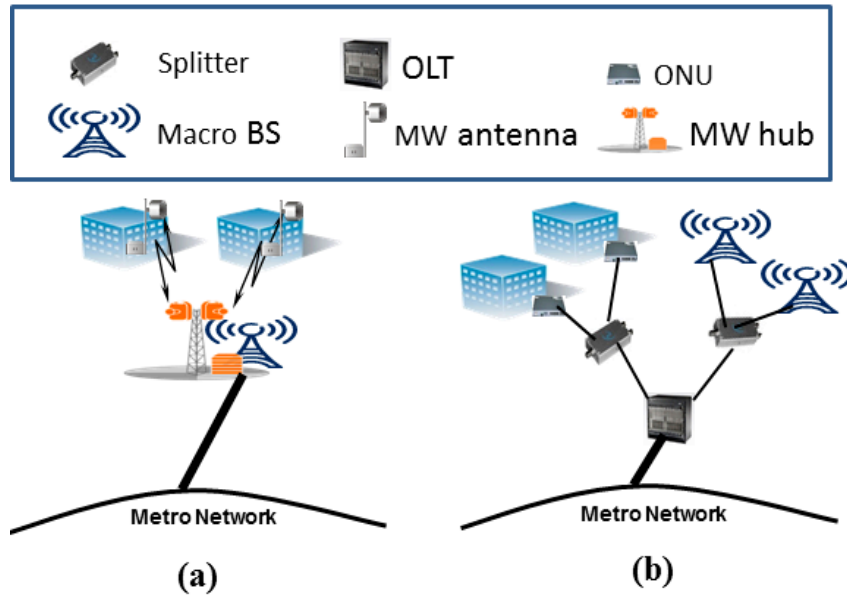 Splitter
OLT
ONU
Macro BS
MW antenna
MW hub
Metro Network
Metro Network
(a)
(b)